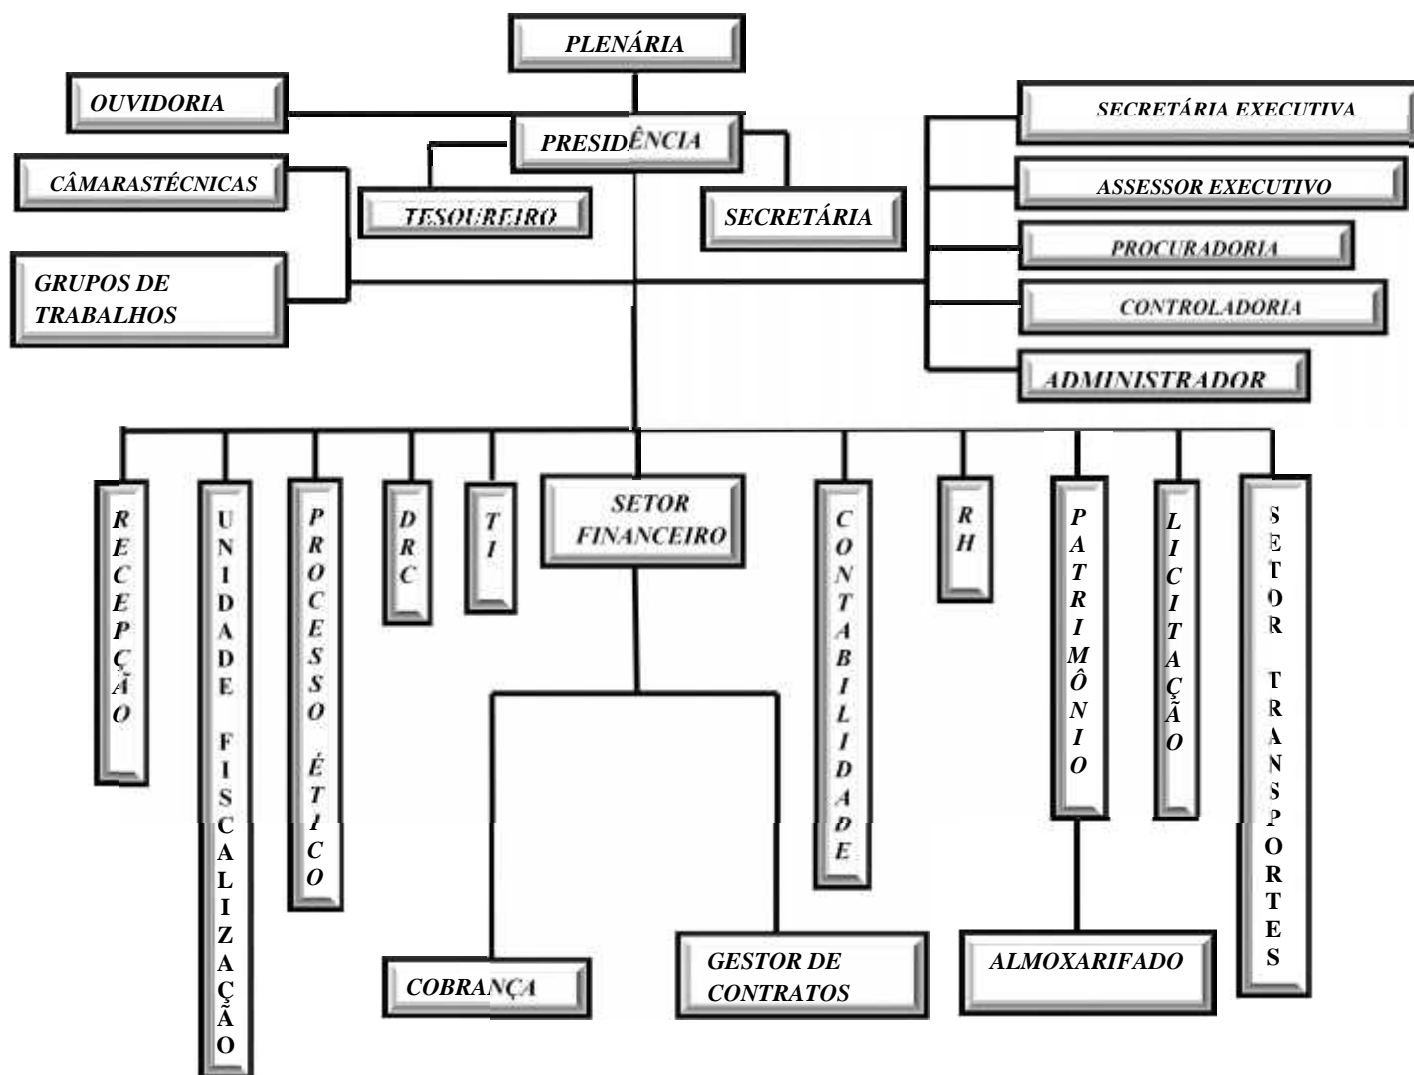 PLENÁRIA
OUVIDORIA
PRESIDÊNCIA
SECRETÁRIA EXECUTIVA
CÂMARASTÉCNICAS
TESOUREIRO
SECRETÁRIA
ASSESSOR EXECUTIVO
PROCURADORIA
GRUPOS DE
TRABALHOS
CONTROLADORIA
ADMINISTRADOR
RECEPÇÃO
UNIDADE FISCALIZAÇÃO
PROCESSO ÉTICO
DRC
TI
SETOR
FINANCEIRO
CONTABILIDADE
RH
PATRIMÔNIO
LICITAÇÃO
SETOR TRANSPORTES
COBRANÇA
GESTOR DE
CONTRATOS
ALMOXARIFADO